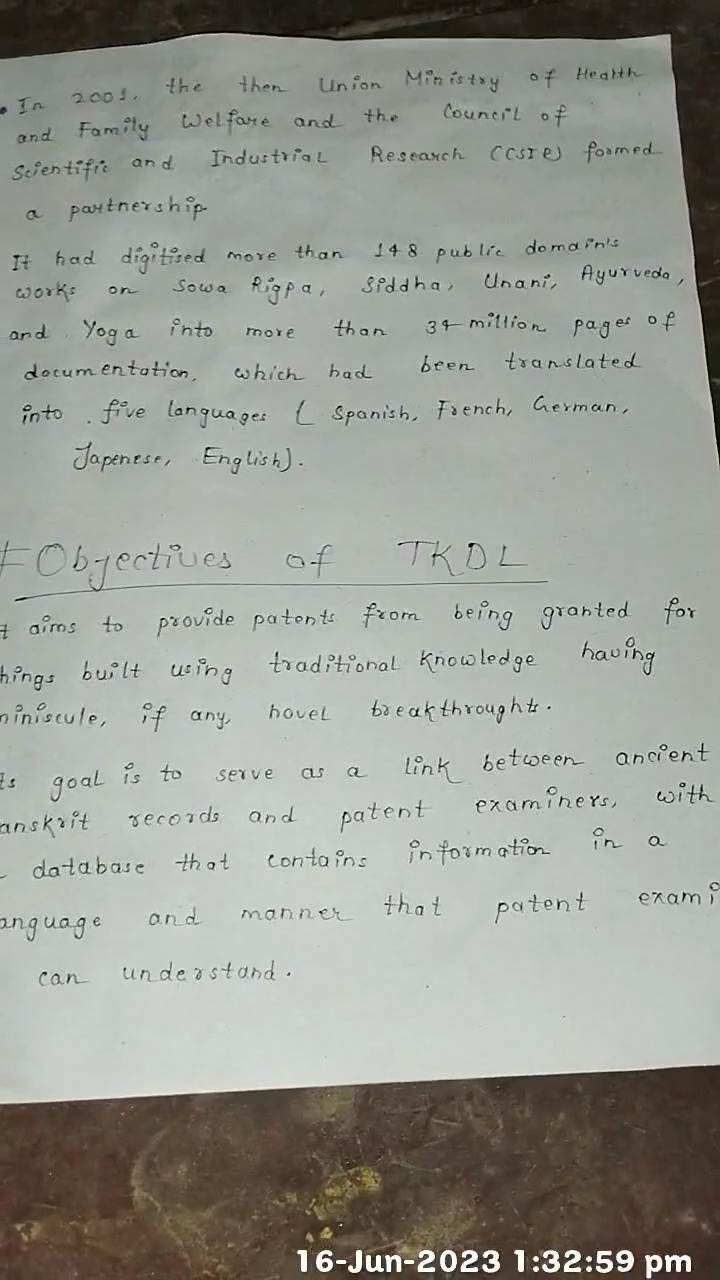 • In 2001, the then Union Ministry of Health
and Family Welfare and the Council of
Scientific and Industrial Research (CSIR) formed
a partnership
It had digitised more than 148 public domain's
works on Sowa Rigpa, Siddha, Unani, Ayurveda,
and Yoga into more than 34 million pages of
documentation, which had been translated
into five languages ( Spanish, French, German,
Japenese, English).
Objectives of TKDL
t aims to provide patents from being granted for
hings built using traditional Knowledge having
niniscule, if any, novel breakthroughts.
ts goal is to serve as a link between ancient
anskrit records and patent examiners, with
database that contains information in a
anguage and manner that patent exami
can understand.
16-Jun-2023 1:32:59 pm